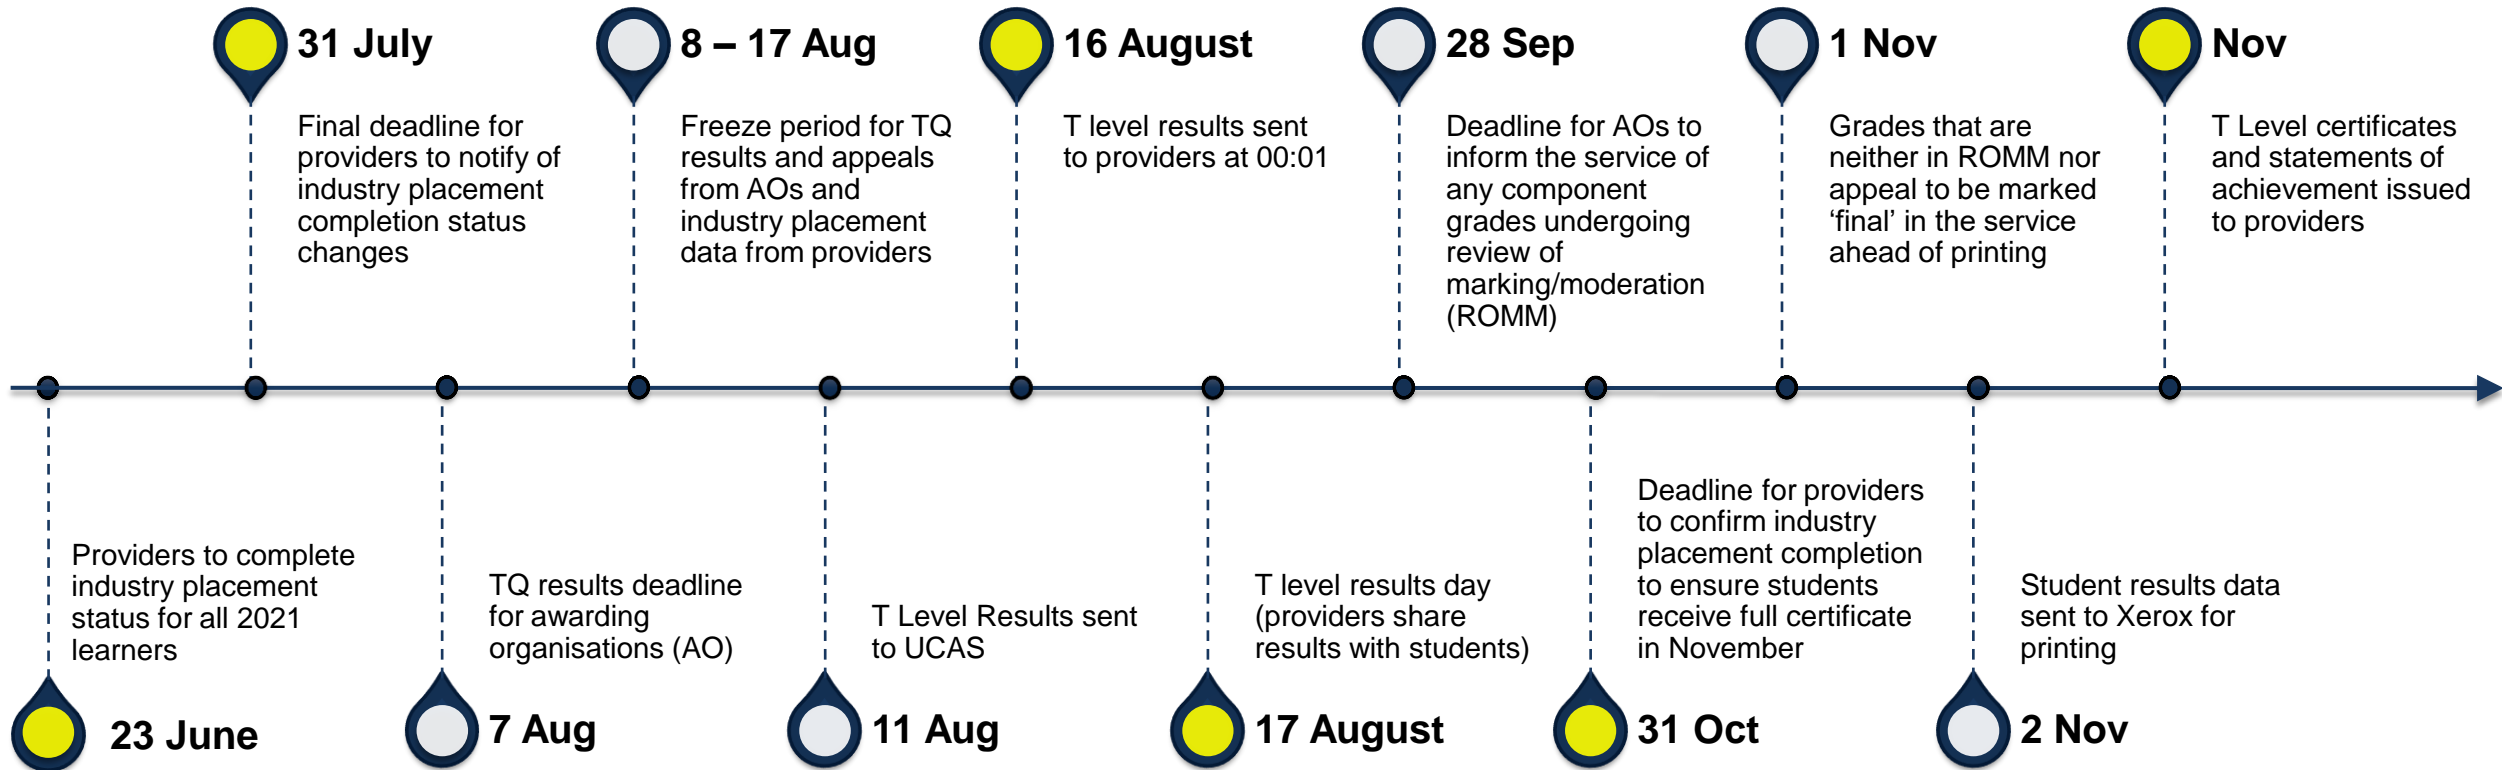 31 July
Final deadline for
providers to notify of
industry placement
completion status
changes
8 – 17 Aug
Freeze period for TQ
results and appeals
from AOs and
industry placement
data from providers
16 August
T level results sent
to providers at 00:01
28 Sep
Deadline for AOs to
inform the service of
any component
grades undergoing
review of
marking/moderation
(ROMM)
1 Nov
Grades that are
neither in ROMM nor
appeal to be marked
‘final’ in the service
ahead of printing
Nov
T Level certificates
and statements of
achievement issued
to providers
Providers to complete
industry placement
status for all 2021
learners
23 June
TQ results deadline
for awarding
organisations (AO)
7 Aug
T Level Results sent
to UCAS
11 Aug
T level results day
(providers share
results with students)
17 August
Deadline for providers
to confirm industry
placement completion
to ensure students
receive full certificate
in November
31 Oct
Student results data
sent to Xerox for
printing
2 Nov